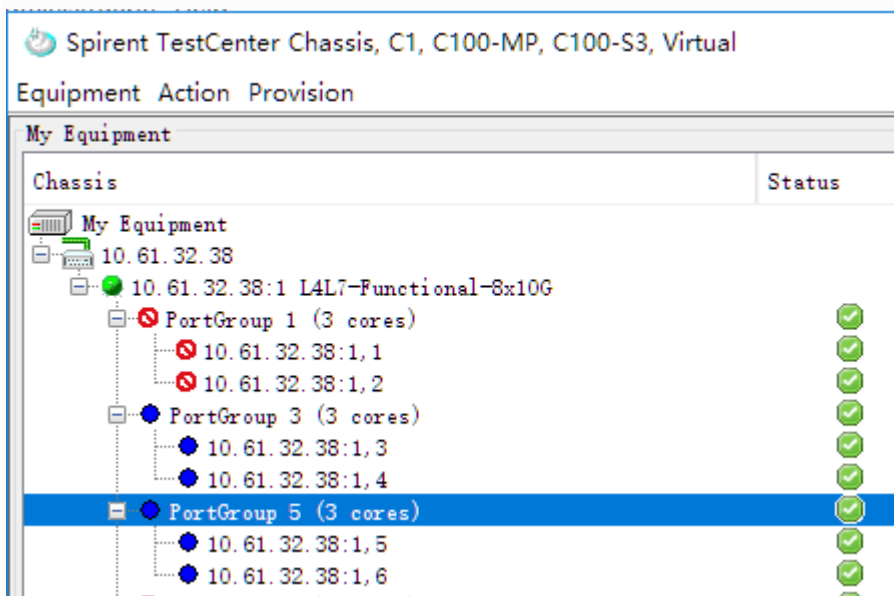 Spirent TestCenter Chassis, C1, C100-MP, C100-S3, Virtual
Equipment Action Provision
My Equipment
Chassis Status
My Equipment
10.61.32.38
10.61.32.38:1 L4L7-Functional-8x10G
PortGroup 1 (3 cores)
10.61.32.38:1,1
10.61.32.38:1,2
PortGroup 3 (3 cores)
10.61.32.38:1,3
10.61.32.38:1,4
PortGroup 5 (3 cores)
10.61.32.38:1,5
10.61.32.38:1,6